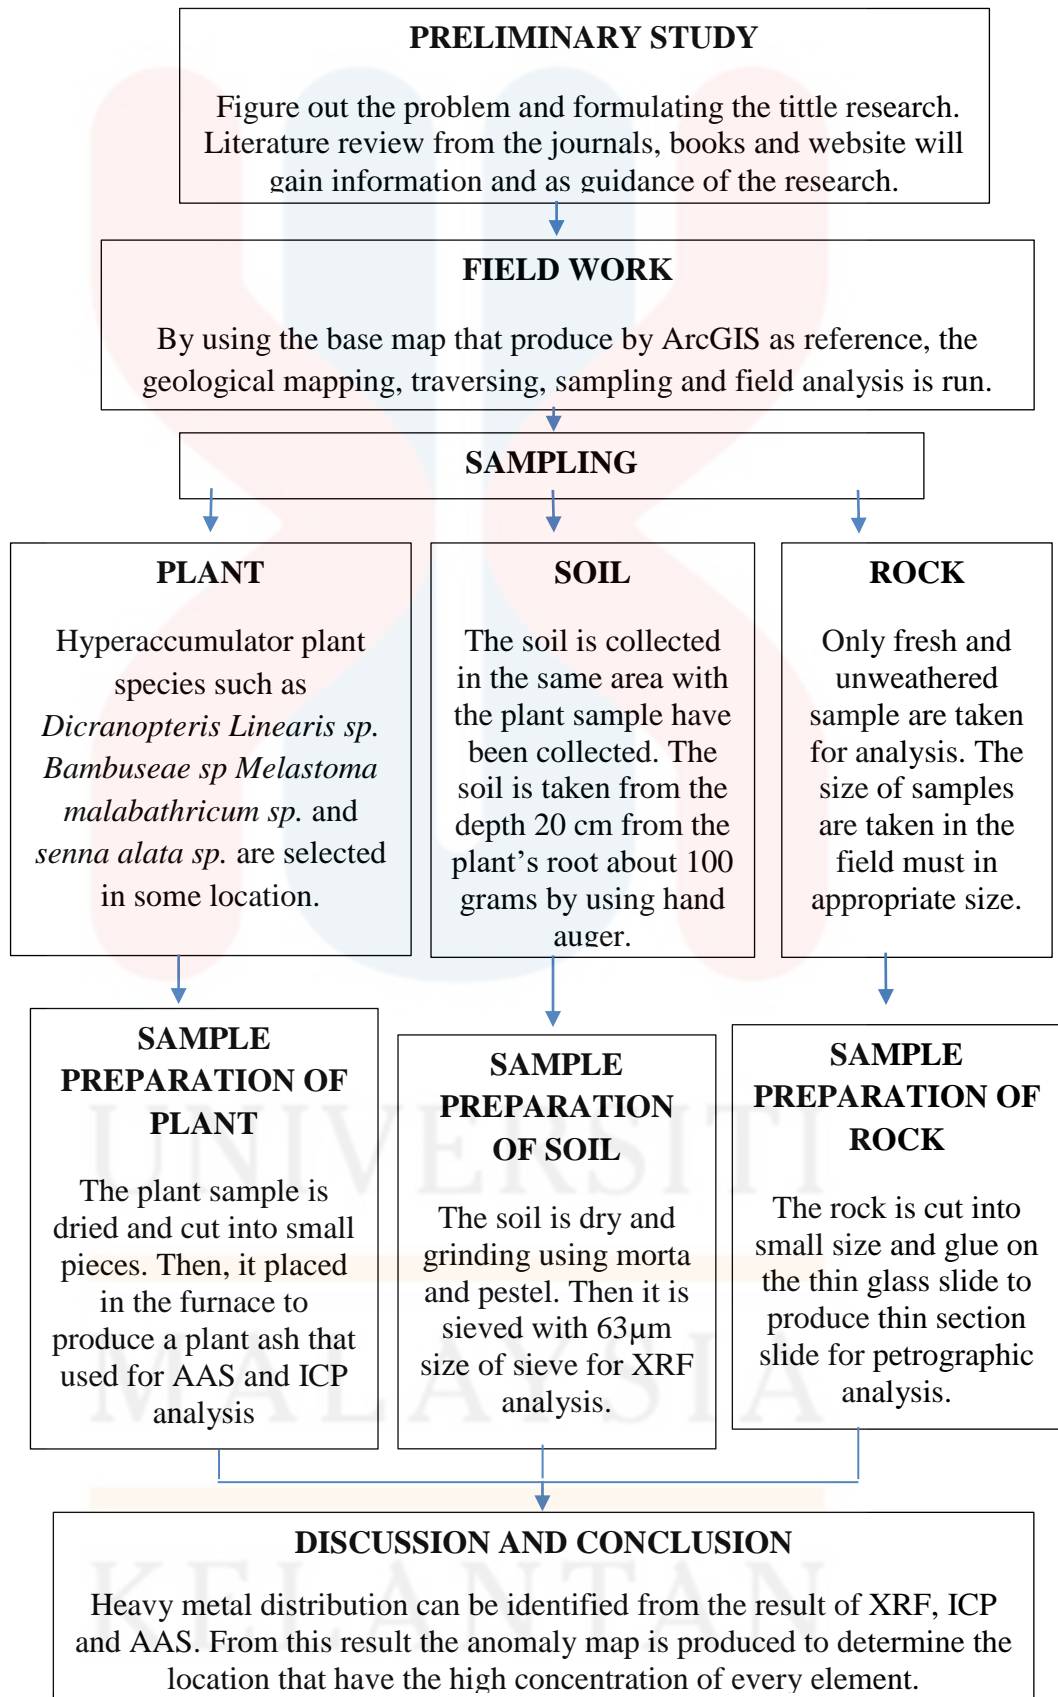 PRELIMINARY STUDY
Figure out the problem and formulating the tittle research.
Literature review from the journals, books and website will
gain information and as guidance of the research.
FIELD WORK
By using the base map that produce by ArcGIS as reference, the
geological mapping, traversing, sampling and field analysis is run.
SAMPLING
PLANT
Hyperaccumulator plant
species such as
Dicranopteris Linearis sp.
Bambuseae sp Melastoma
malabathricum sp. and
senna alata sp. are selected
in some location.
SOIL
The soil is collected
in the same area with
the plant sample have
been collected. The
soil is taken from the
depth 20 cm from the
plant’s root about 100
grams by using hand
auger.
ROCK
Only fresh and
unweathered
sample are taken
for analysis. The
size of samples
are taken in the
field must in
appropriate size.
SAMPLE
PREPARATION OF
PLANT
The plant sample is
dried and cut into small
pieces. Then, it placed
in the furnace to
produce a plant ash that
used for AAS and ICP
analysis
SAMPLE
PREPARATION
OF SOIL
The soil is dry and
grinding using morta
and pestel. Then it is
sieved with 63µm
size of sieve for XRF
analysis.
SAMPLE
PREPARATION OF
ROCK
The rock is cut into
small size and glue on
the thin glass slide to
produce thin section
slide for petrographic
analysis.
DISCUSSION AND CONCLUSION
Heavy metal distribution can be identified from the result of XRF, ICP
and AAS. From this result the anomaly map is produced to determine the
location that have the high concentration of every element.
UNIVERSITI
MALAYSIA
KELANTAN